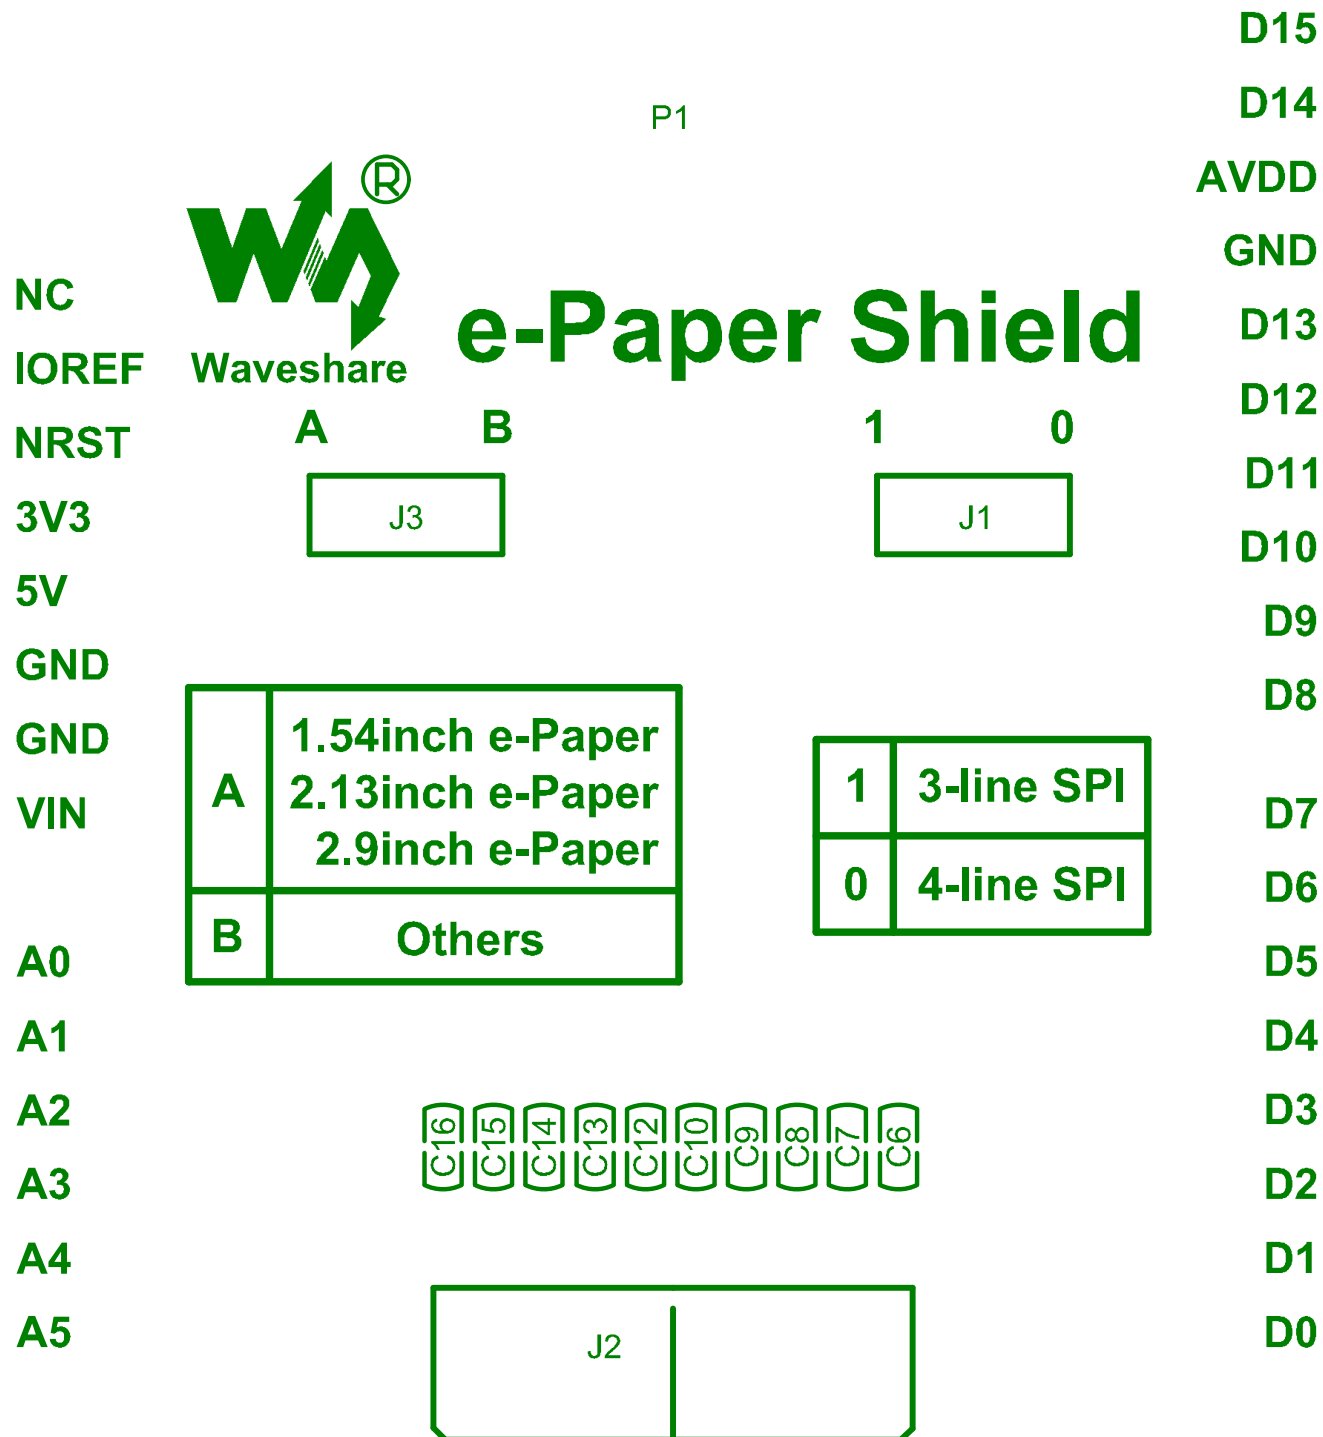 D15
D14
P1
AVDD
®
GND
NC
D13
e-Paper Shield
IOREF
Waveshare
D12
A B
1 0
NRST
D11
3V3
J3
J1
D10
5V
D9
GND
D8
GND
1.54inch e-Paper
A 2.13inch e-Paper
2.9inch e-Paper
1 3-line SPI
VIN
D7
0 4-line SPI
D6
B Others
A0
D5
A1
D4
A2
D3
C16 C15 C14 C13 C12 C10 C9 C8 C7 C6
A3
D2
A4
D1
A5
J2
D0